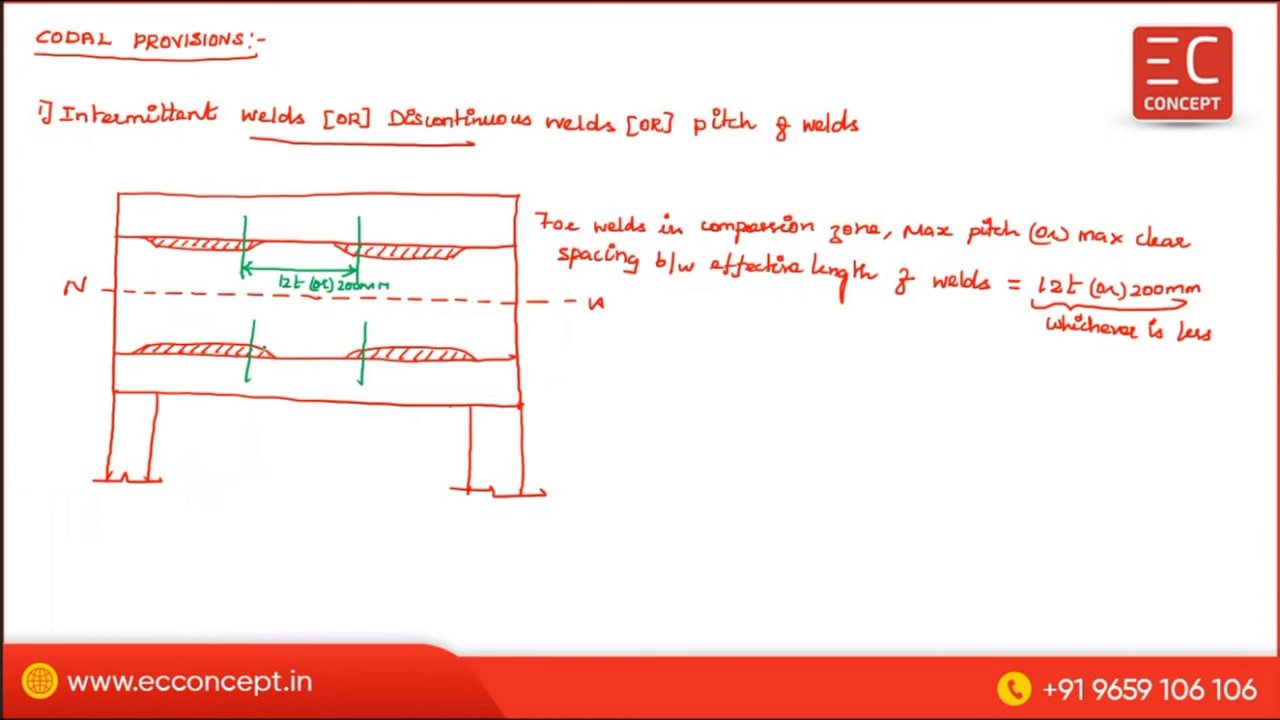 CODAL PROVISIONS:-
EC
CONCEPT
i] Intermittent welds [OR] Discontinuous welds [OR] pitch of welds
For welds in compression zone, Max pitch (or) max clear
spacing b/w effective length of welds = 12t (or) 200mm
whichever is less
12t (or) 200mm
N
A
www.ecconcept.in
+91 9659 106 106